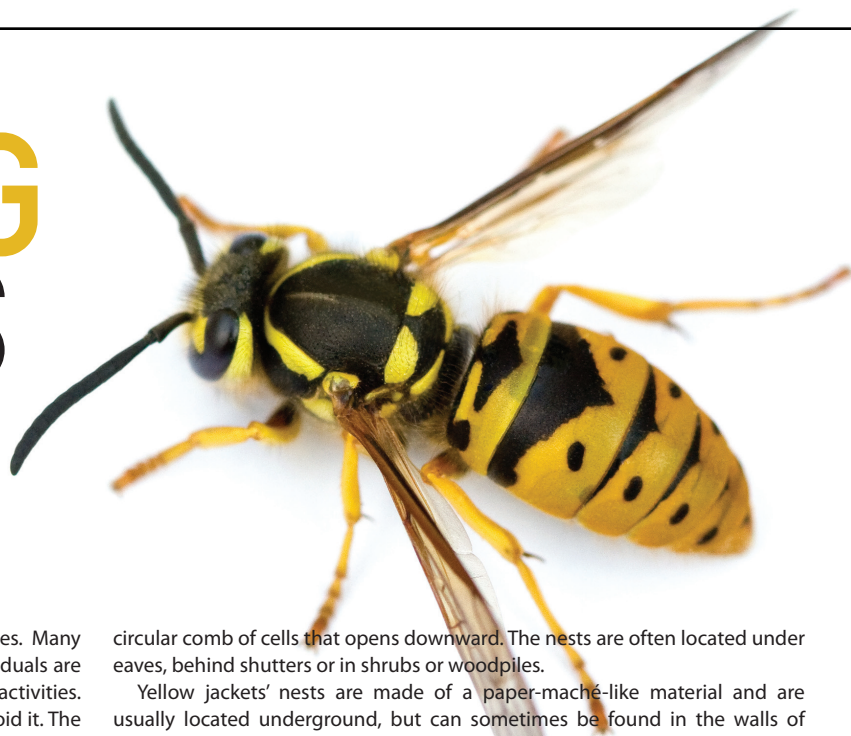 G
S
es. Many
duals are
activities.
oid it. The
circular comb of cells that opens downward. The nests are often located under
eaves, behind shutters or in shrubs or woodpiles.
Yellow jackets’ nests are made of a paper-maché-like material and are
usually located underground, but can sometimes be found in the walls of